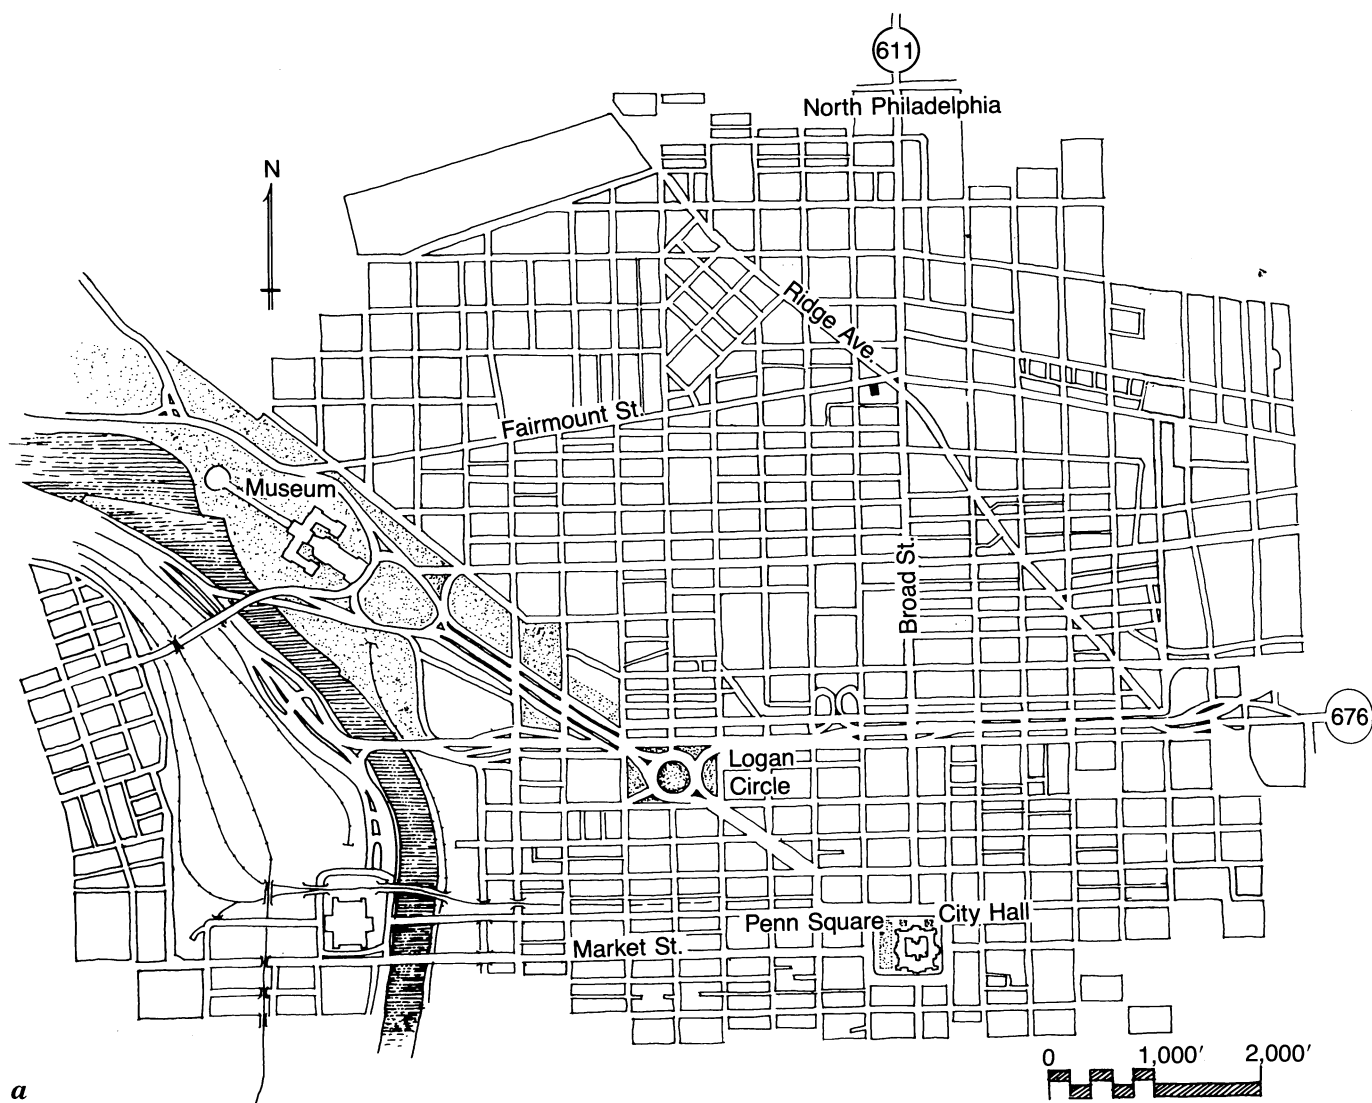 611
North Philadelphia
N
Ridge Ave.
Fairmount St.
Museum
Broad St.
676
Logan
Circle
Penn Square
City Hall
Market St.
0 1,000′ 2,000′
a